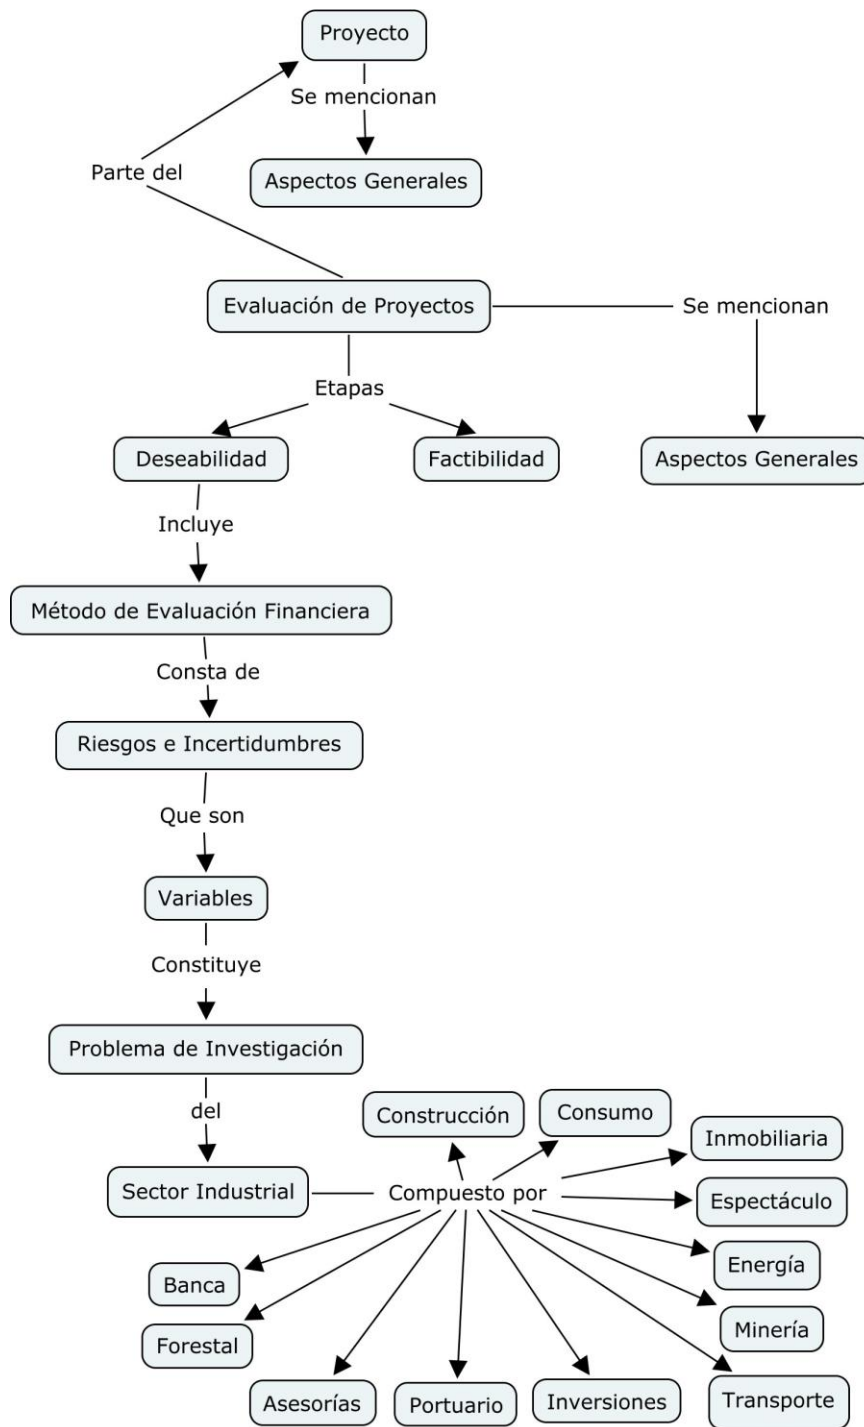 Proyecto
Se mencionan
Parte del
Aspectos Generales
Evaluación de Proyectos
Se mencionan
Etapas
Deseabilidad
Factibilidad
Aspectos Generales
Incluye
Método de Evaluación Financiera
Consta de
Riesgos e Incertidumbres
Que son
Variables
Constituye
Problema de Investigación
del
Construcción
Consumo
Inmobiliaria
Sector Industrial
Compuesto por
Espectáculo
Energía
Banca
Minería
Forestal
Asesorías
Portuario
Inversiones
Transporte